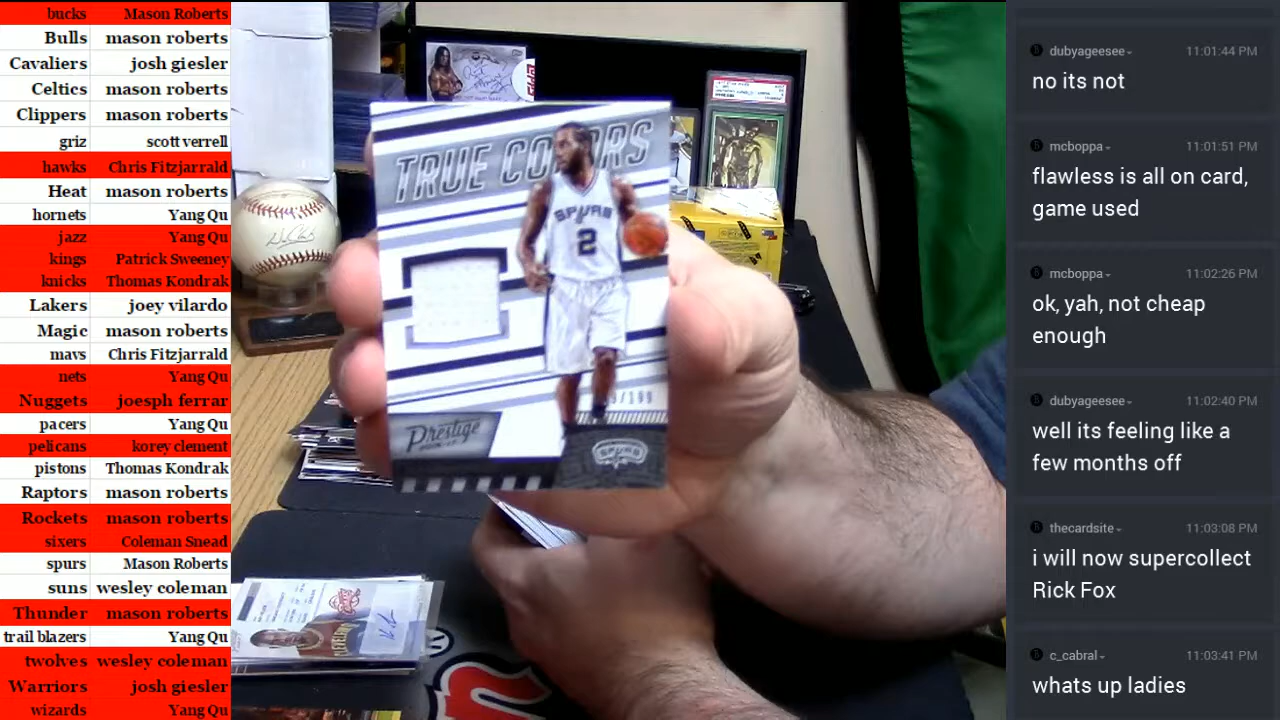 bucks Mason Roberts
Bulls mason roberts
Cavaliers josh giesler
Celtics mason roberts
Clippers mason roberts
griz scott verrell
hawks Chris Fitzjarrald
Heat mason roberts
hornets Yang Qu
jazz Yang Qu
kings Patrick Sweeney
knicks Thomas Kondrak
Lakers joey vilardo
Magic mason roberts
mavs Chris Fitzjarrald
nets Yang Qu
Nuggets joesph ferrar
pacers Yang Qu
pelicans korey clement
pistons Thomas Kondrak
Raptors mason roberts
Rockets mason roberts
sixers Coleman Snead
spurs Mason Roberts
suns wesley coleman
Thunder mason roberts
trail blazers Yang Qu
twolves wesley coleman
Warriors josh giesler
wizards Yang Qu
TRUE COLORS
SPURS
2
/199
Prestige
SPURS
CLEVELAND
dubyageesee 11:01:44 PM
no its not
mcboppa 11:01:51 PM
flawless is all on card,
game used
mcboppa 11:02:26 PM
ok, yah, not cheap
enough
dubyageesee 11:02:40 PM
well its feeling like a
few months off
thecardsite 11:03:08 PM
i will now supercollect
Rick Fox
c_cabral 11:03:41 PM
whats up ladies